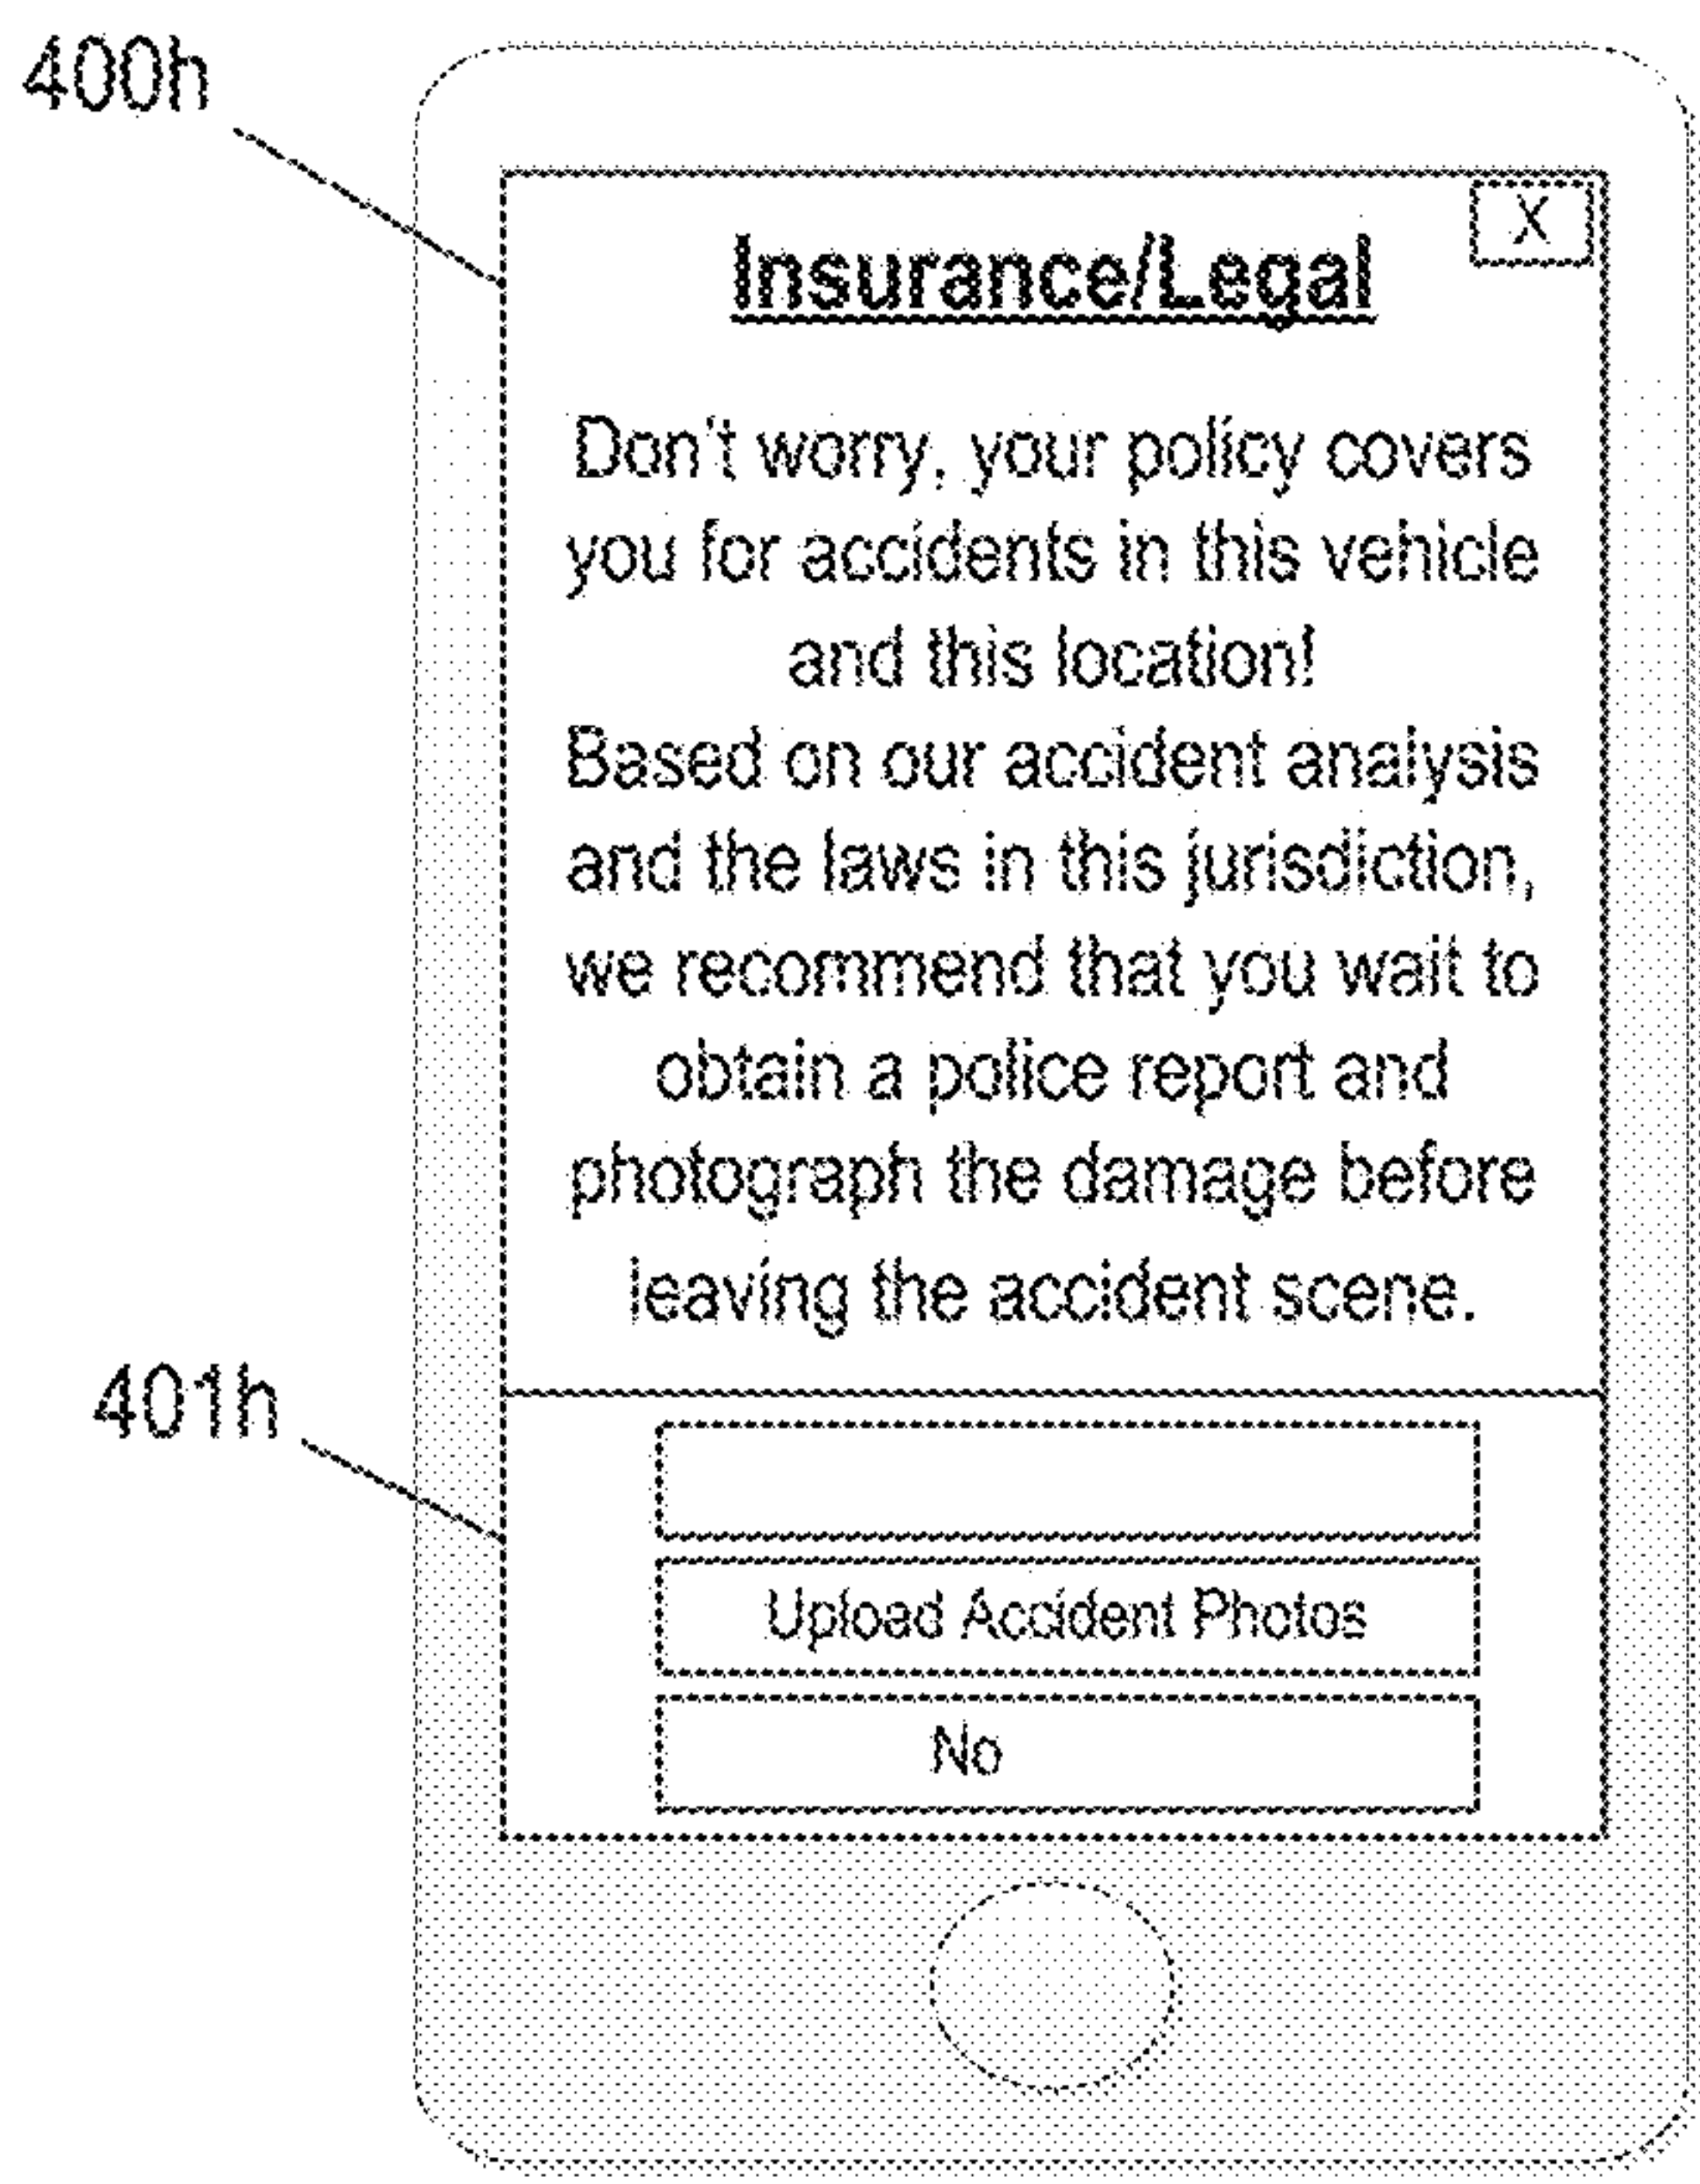 400h
X
Insurance/Legal
Don't worry, your policy covers
you for accidents in this vehicle
and this location!
Based on our accident analysis
and the laws in this jurisdiction,
we recommend that you wait to
obtain a police report and
photograph the damage before
leaving the accident scene.
401h
Upload Accident Photos
No